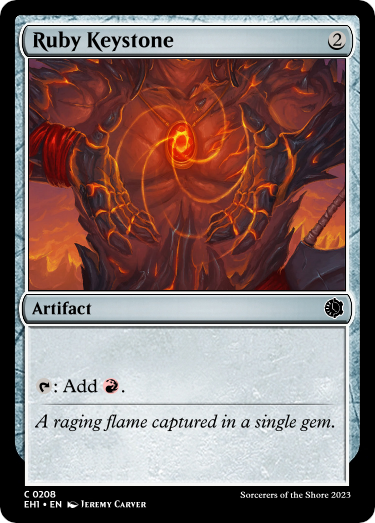 Ruby Keystone 2
Artifact
: Add .
A raging flame captured in a single gem.
C 0208
EH1 • EN Jeremy Carver
Sorcerers of the Shore 2023